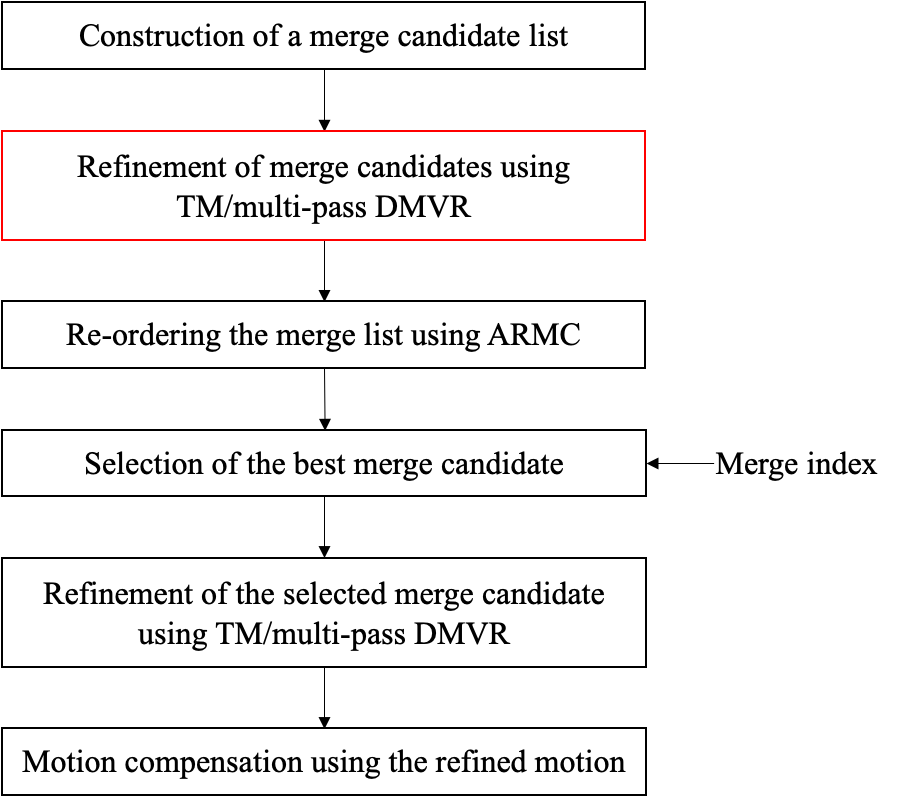 Construction of a merge candidate list
Refinement of merge candidates using
TM/multi-pass DMVR
Re-ordering the merge list using ARMC
Selection of the best merge candidate
Merge index
Refinement of the selected merge candidate
using TM/multi-pass DMVR
Motion compensation using the refined motion